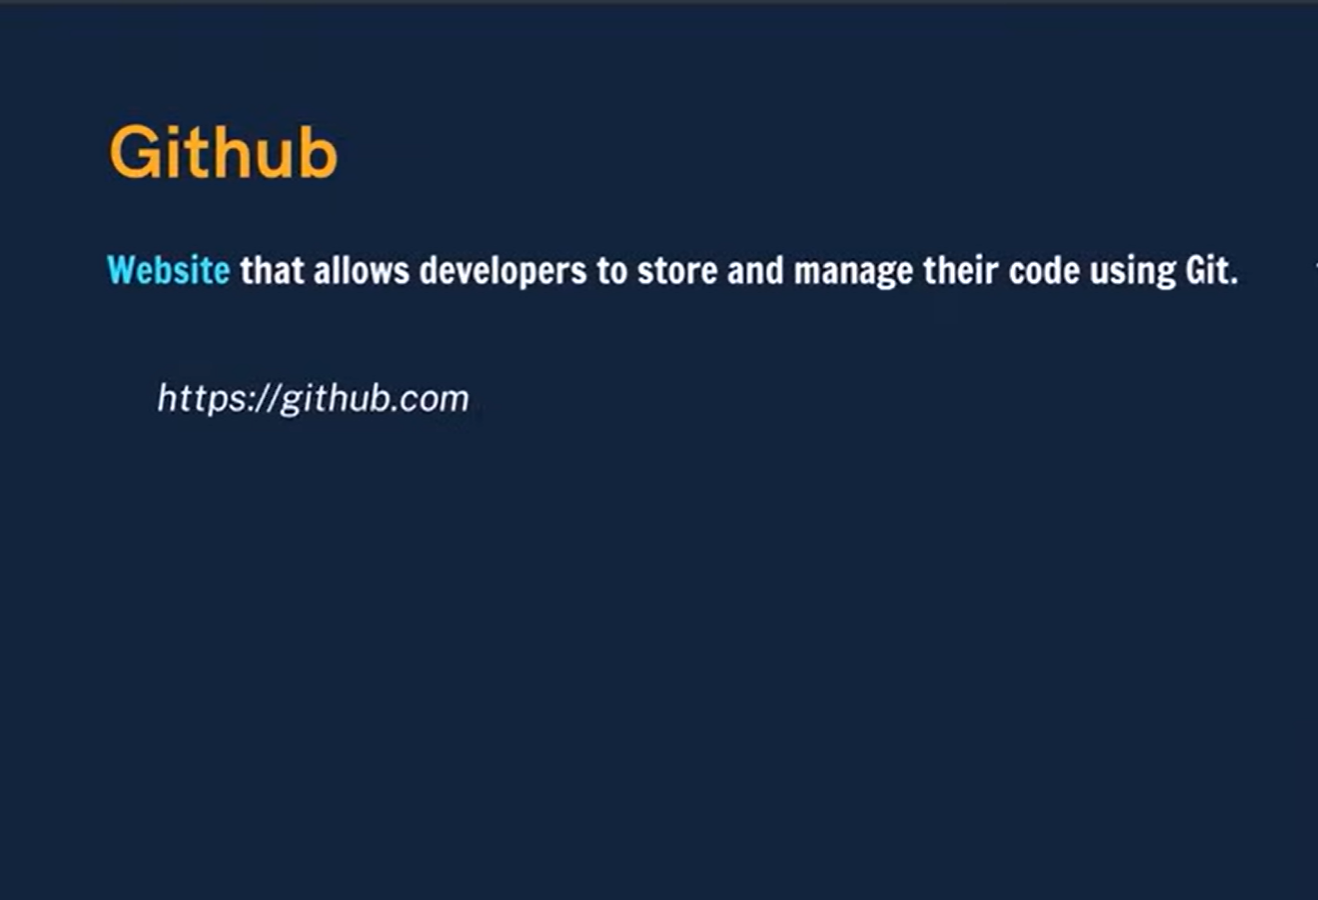 Github
Website that allows developers to store and manage their code using Git.
https://github.com